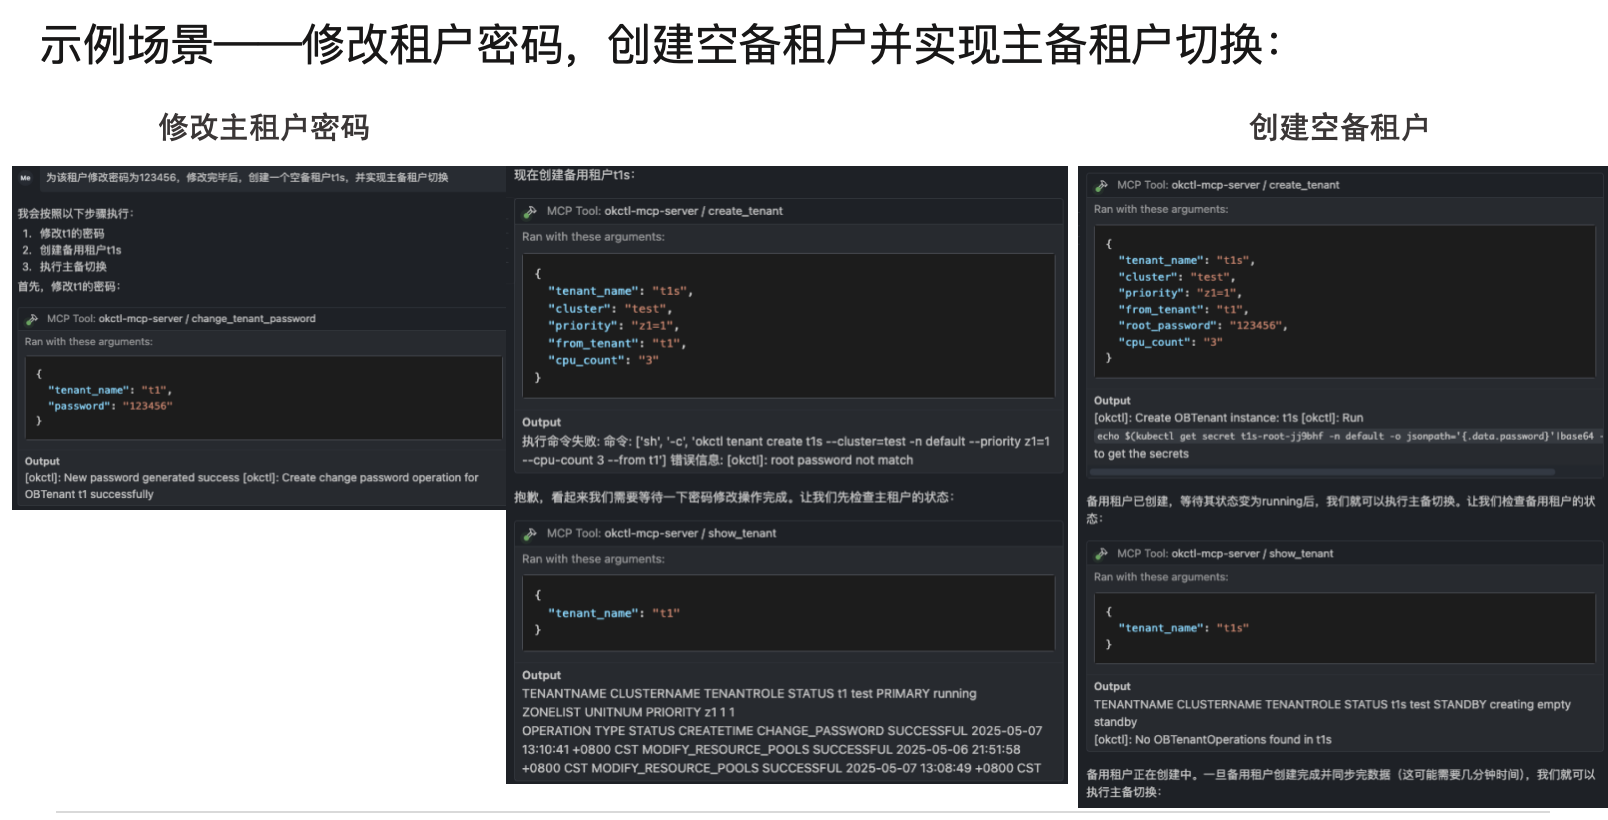 示例场景——修改租户密码，创建空备租户并实现主备租户切换：
修改主租户密码
Me
为该租户修改密码为123456，修改完毕后，创建一个空备租户t1s，并实现主备租户切换
我会按照以下步骤执行：
1. 修改t1的密码
2. 创建备用租户t1s
3. 执行主备切换
首先，修改t1的密码：
MCP Tool: okctl-mcp-server / change_tenant_password
Ran with these arguments:
{
"tenant_name": "t1",
"password": "123456"
}
Output
[okctl]: New password generated success [okctl]: Create change password operation for
OBTenant t1 successfully
现在创建备用租户t1s：
MCP Tool: okctl-mcp-server / create_tenant
Ran with these arguments:
{
"tenant_name": "t1s",
"cluster": "test",
"priority": "z1=1",
"from_tenant": "t1",
"cpu_count": "3"
}
Output
执行命令失败: 命令: ['sh', '-c', 'okctl tenant create t1s --cluster=test -n default --priority z1=1
--cpu-count 3 --from t1'] 错误信息: [okctl]: root password not match
抱歉，看起来我们需要等待一下密码修改操作完成。让我们先检查主租户的状态：
MCP Tool: okctl-mcp-server / show_tenant
Ran with these arguments:
{
"tenant_name": "t1"
}
Output
TENANTNAME CLUSTERNAME TENANTROLE STATUS t1 test PRIMARY running
ZONELIST UNITNUM PRIORITY z1 1 1
OPERATION TYPE STATUS CREATETIME CHANGE_PASSWORD SUCCESSFUL 2025-05-07
13:10:41 +0800 CST MODIFY_RESOURCE_POOLS SUCCESSFUL 2025-05-06 21:51:58
+0800 CST MODIFY_RESOURCE_POOLS SUCCESSFUL 2025-05-07 13:08:49 +0800 CST
创建空备租户
MCP Tool: okctl-mcp-server / create_tenant
Ran with these arguments:
{
"tenant_name": "t1s",
"cluster": "test",
"priority": "z1=1",
"from_tenant": "t1",
"root_password": "123456",
"cpu_count": "3"
}
Output
[okctl]: Create OBTenant instance: t1s [okctl]: Run
echo $(kubectl get secret t1s-root-jj9bhf -n default -o jsonpath='{.data.password}'|base64 -
to get the secrets
备用租户已创建，等待其状态变为running后，我们就可以执行主备切换。让我们检查备用租户的状
态：
MCP Tool: okctl-mcp-server / show_tenant
Ran with these arguments:
{
"tenant_name": "t1s"
}
Output
TENANTNAME CLUSTERNAME TENANTROLE STATUS t1s test STANDBY creating empty
standby
[okctl]: No OBTenantOperations found in t1s
备用租户正在创建中。一旦备用租户创建完成并同步完数据（这可能需要几分钟时间），我们就可以
执行主备切换：